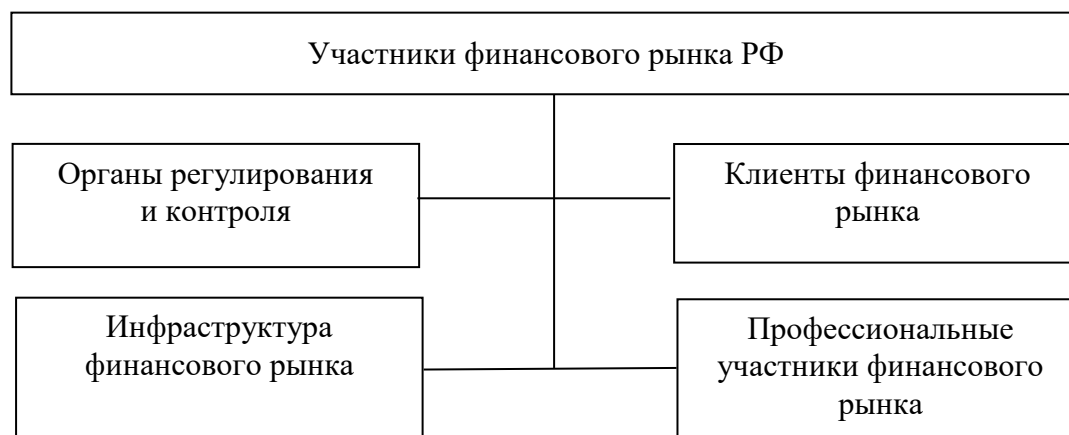 Участники финансового рынка РФ
Органы регулирования
и контроля
Клиенты финансового
рынка
Инфраструктура
финансового рынка
Профессиональные
участники финансового
рынка